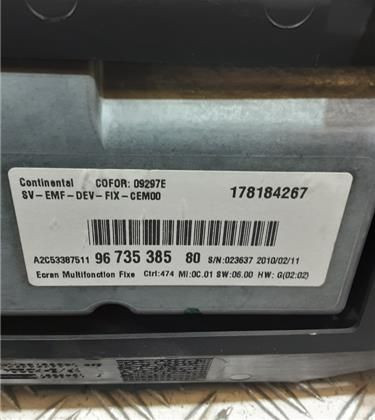 Continental COFOR: 09297E
SV-EMF-DEV-FIX-CEM00 178184267
A2C53387511 96 735 385 80 S/N:023637 2010/02/11
Ecran Multifonction Fixe Ctrl:474 MI:0C.01 SW:06.00 HW: G(02:02)